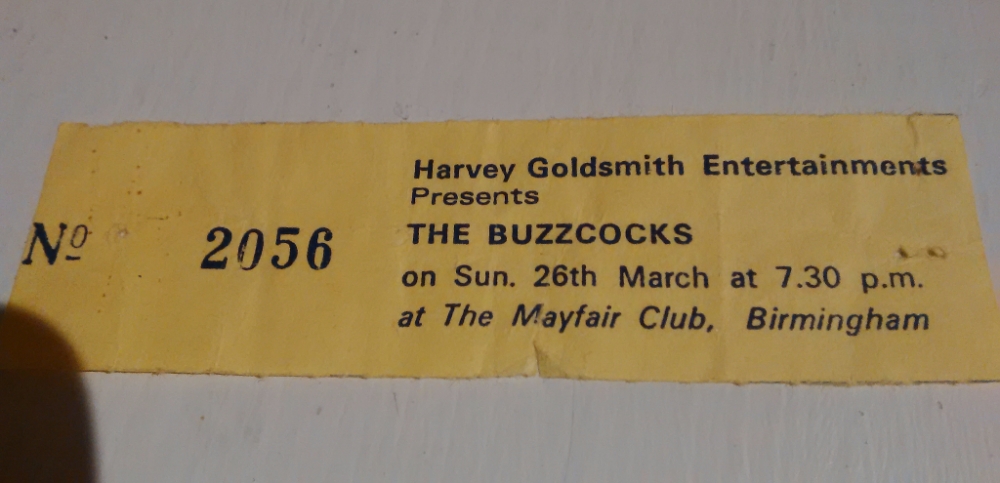 Nº 2056
Harvey Goldsmith Entertainments
Presents
THE BUZZCOCKS
on Sun. 26th March at 7.30 p.m.
at The Mayfair Club, Birmingham